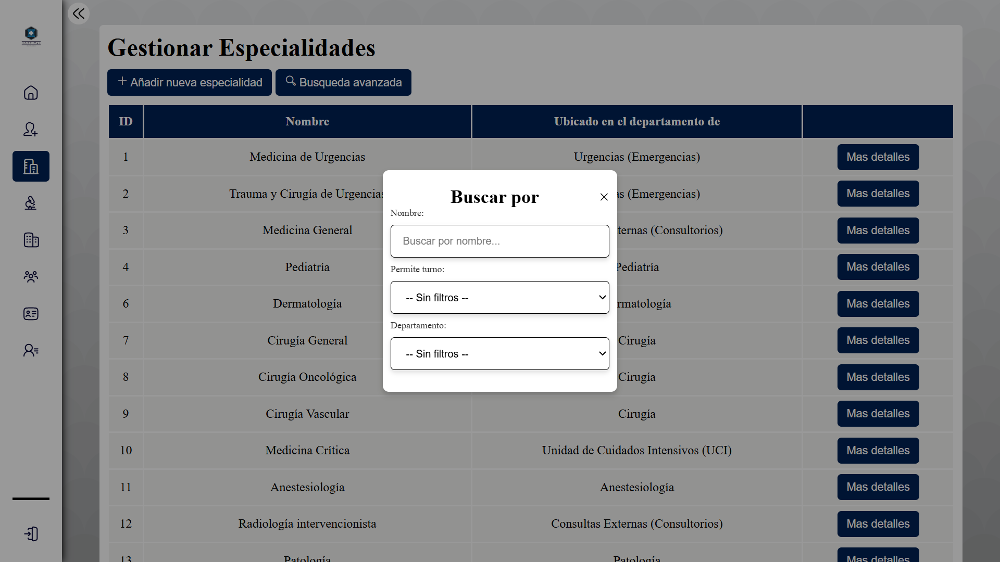 HOSPITAL
Gestionar Especialidades
Añadir nueva especialidad
Busqueda avanzada
ID Nombre Ubicado en el departamento de
1 Medicina de Urgencias Urgencias (Emergencias) Mas detalles
2 Trauma y Cirugía de Urgencias (Emergencias) Mas detalles
3 Medicina General (Consultorios) Mas detalles
4 Pediatría Pediatría Mas detalles
6 Dermatología rmatología Mas detalles
7 Cirugía General Cirugía Mas detalles
8 Cirugía Oncológica Cirugía Mas detalles
9 Cirugía Vascular Cirugía Mas detalles
10 Medicina Crítica Unidad de Cuidados Intensivos (UCI) Mas detalles
11 Anestesiología Anestesiología Mas detalles
12 Radiología intervencionista Consultas Externas (Consultorios) Mas detalles
13 Patología Patología Mas detalles
Buscar por
Nombre:
Buscar por nombre...
Permite turno:
-- Sin filtros --
Departamento:
-- Sin filtros --